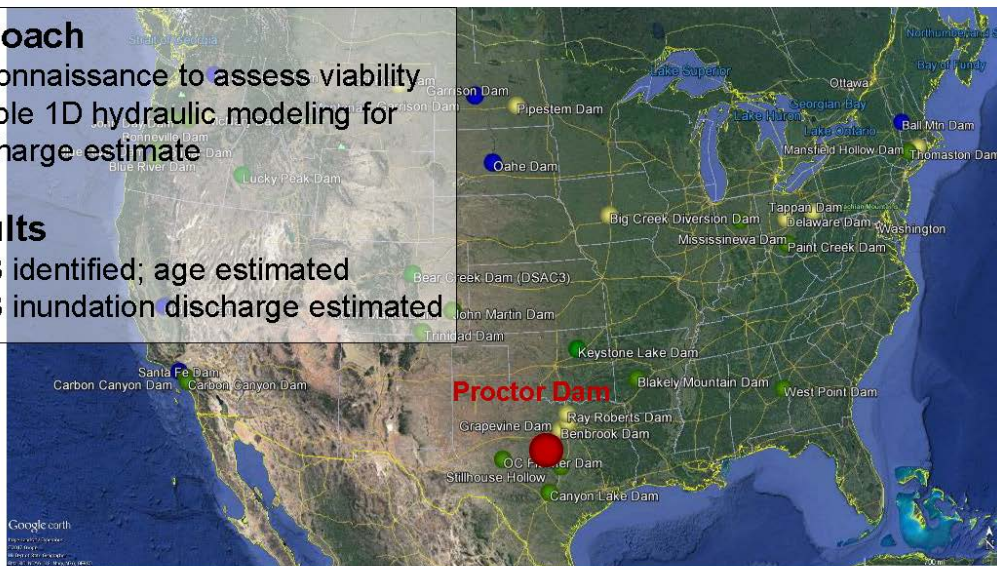 oach
onnaissance to assess viability
ole 1D hydraulic modeling for
harge estimate
ults
identified; age estimated
inundation discharge estimated
Garrison Dam
Pipestem Dam
Oahe Dam
Bonneville Dam
Blue River Dam
Lucky Peak Dam
Lake Superior
Ottawa
Georgian Bay
Lake Huron
Lake Ontario
Bay of Fundy
Ball Mtn Dam
Mansfield Hollow Dam
Thomaston Dam
Big Creek Diversion Dam
Tappan Dam
Delaware Dam
Washington
Mississinewa Dam
Paint Creek Dam
Bear Creek Dam (DSAC3)
John Martin Dam
Trinidad Dam
Keystone Lake Dam
Santa Fe Dam
Carbon Canyon Dam
Carbon Canyon Dam
Proctor Dam
Blakely Mountain Dam
West Point Dam
Ray Roberts Dam
Grapevine Dam
Benbrook Dam
Stillhouse Hollow
Canyon Lake Dam
Google earth